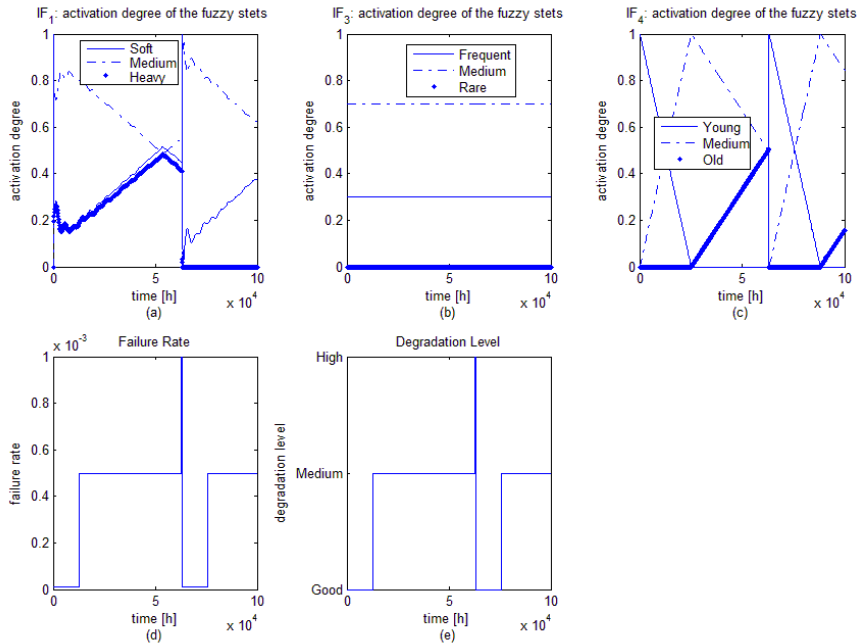 IF1: activation degree of the fuzzy stets
IF3: activation degree of the fuzzy stets
IF4: activation degree of the fuzzy stets
activation degree
1
0.8
0.6
0.4
0.2
0
Soft
Medium
Heavy
0 5 10
time [h]
x 10^4
(a)
activation degree
1
0.8
0.6
0.4
0.2
0
Frequent
Medium
Rare
0 5 10
time [h]
x 10^4
(b)
activation degree
1
0.8
0.6
0.4
0.2
0
Young
Medium
Old
0 5 10
time [h]
x 10^4
(c)
Failure Rate
x 10^-3
failure rate
1
0.8
0.6
0.4
0.2
0
0 5 10
time [h]
x 10^4
(d)
Degradation Level
degradation level
High
Medium
Good
0 5 10
time [h]
x 10^4
(e)